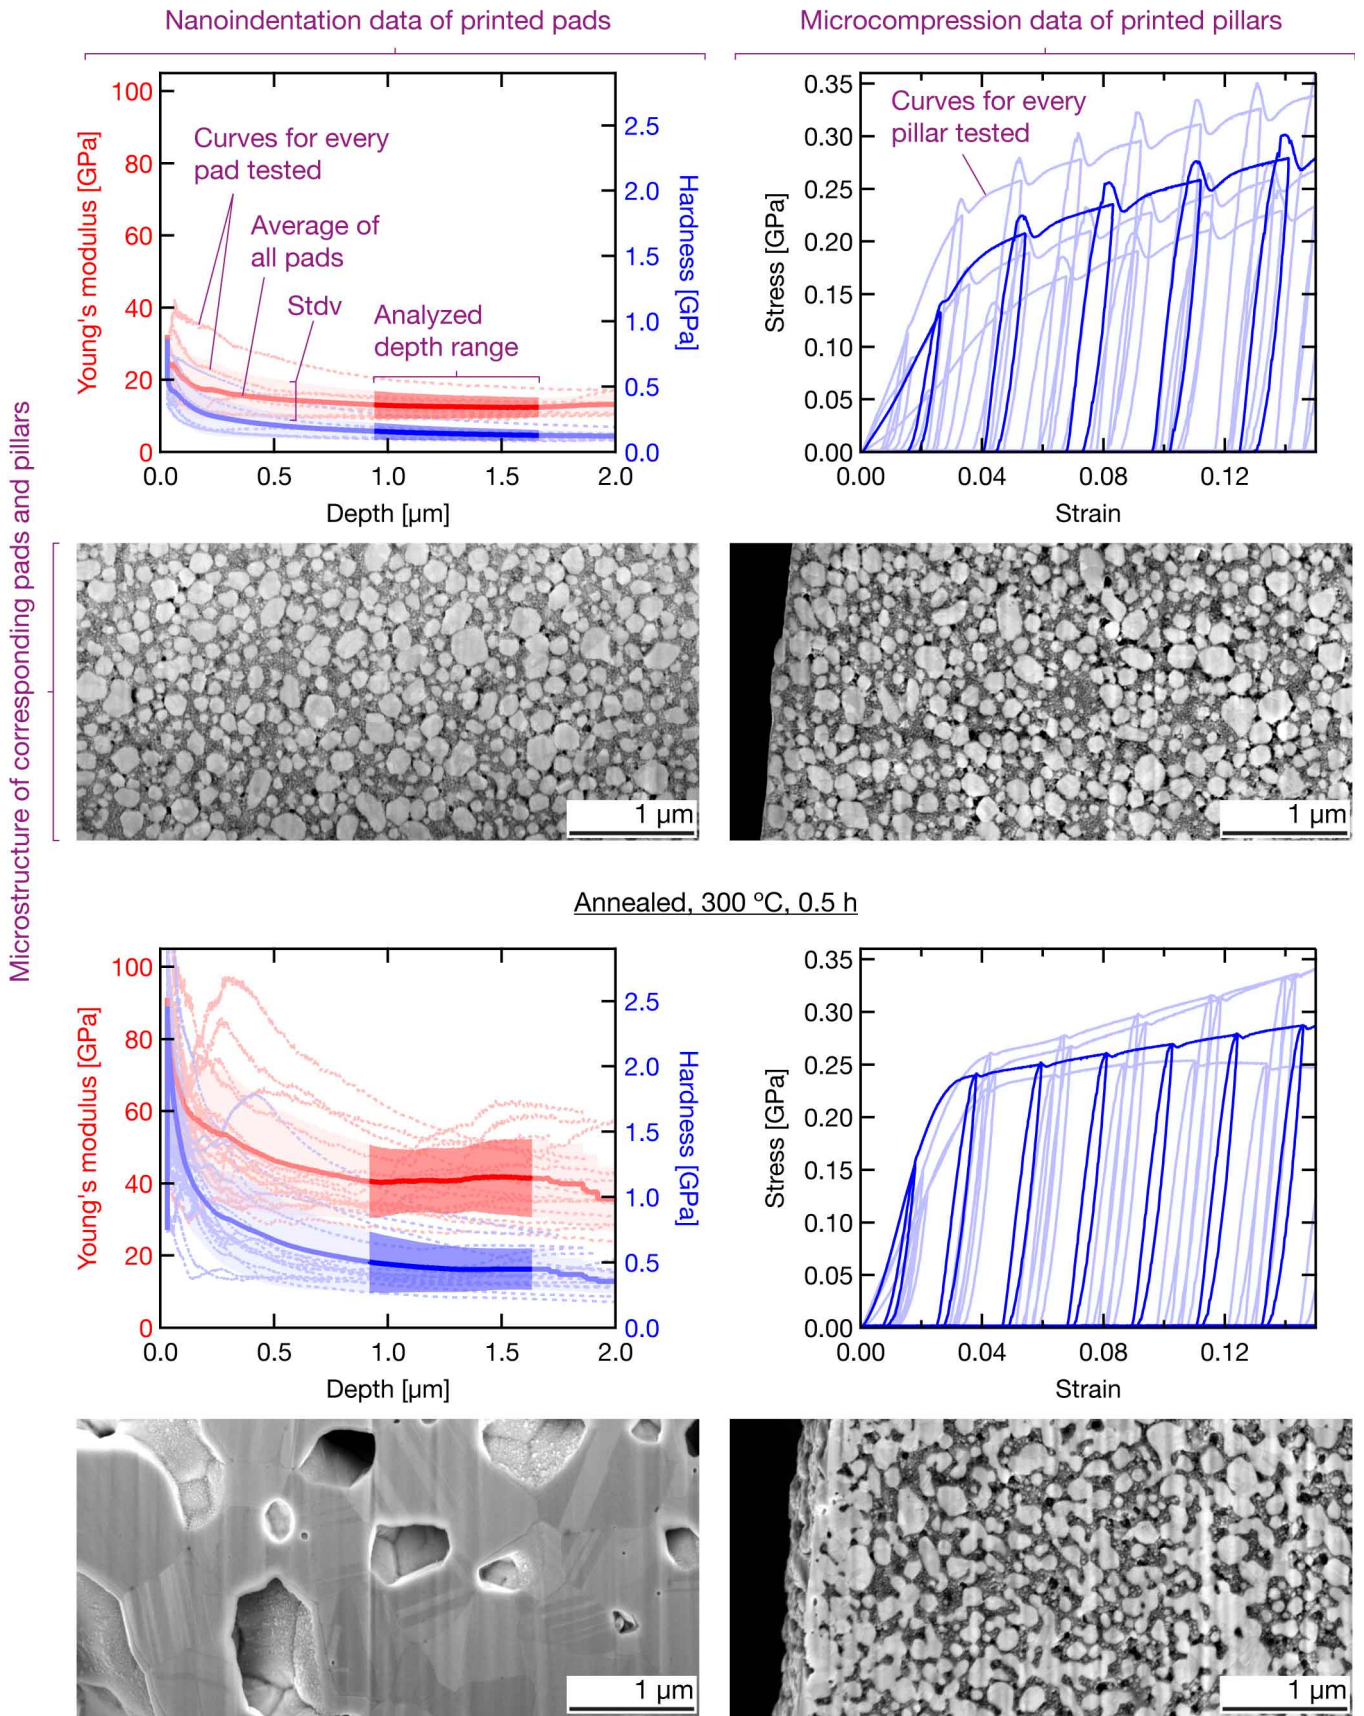 Nanoindentation data of printed pads
Microcompression data of printed pillars
Microstructure of corresponding pads and pillars
100
80
60
40
20
0
Young's modulus [GPa]
Curves for every
pad tested
Average of
all pads
Stdv
Analyzed
depth range
2.5
2.0
1.5
1.0
0.5
0.0
Hardness [GPa]
0.0 0.5 1.0 1.5 2.0
Depth [µm]
0.35
0.30
0.25
0.20
0.15
0.10
0.05
0.00
Stress [GPa]
Curves for every
pillar tested
0.00 0.04 0.08 0.12
Strain
1 µm
1 µm
Annealed, 300 ºC, 0.5 h
100
80
60
40
20
0
Young's modulus [GPa]
2.5
2.0
1.5
1.0
0.5
0.0
Hardness [GPa]
0.0 0.5 1.0 1.5 2.0
Depth [µm]
0.35
0.30
0.25
0.20
0.15
0.10
0.05
0.00
Stress [GPa]
0.00 0.04 0.08 0.12
Strain
1 µm
1 µm